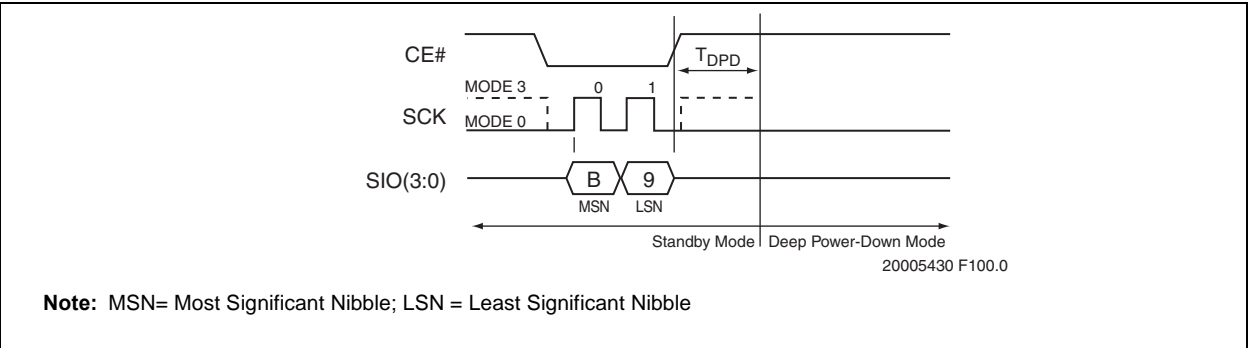 CE#
TDPD
MODE 3
0 1
SCK
MODE 0
SIO(3:0)
B 9
MSN LSN
Standby Mode Deep Power-Down Mode
20005430 F100.0
Note: MSN= Most Significant Nibble; LSN = Least Significant Nibble